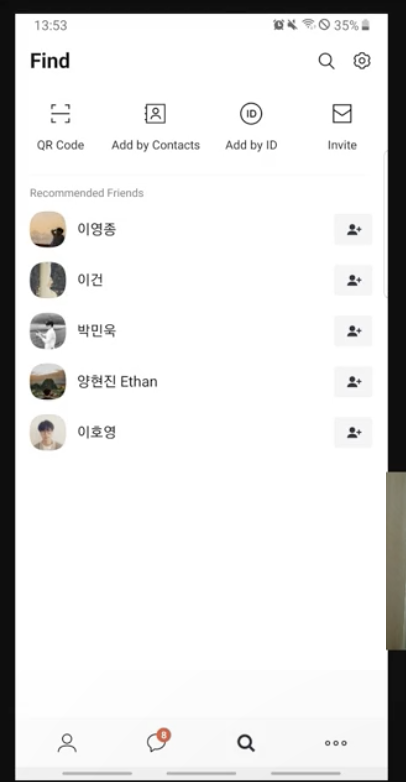 13:53
35%
Find
QR Code
Add by Contacts
ID
Add by ID
Invite
Recommended Friends
이영종
이건
박민욱
양현진 Ethan
이호영
8